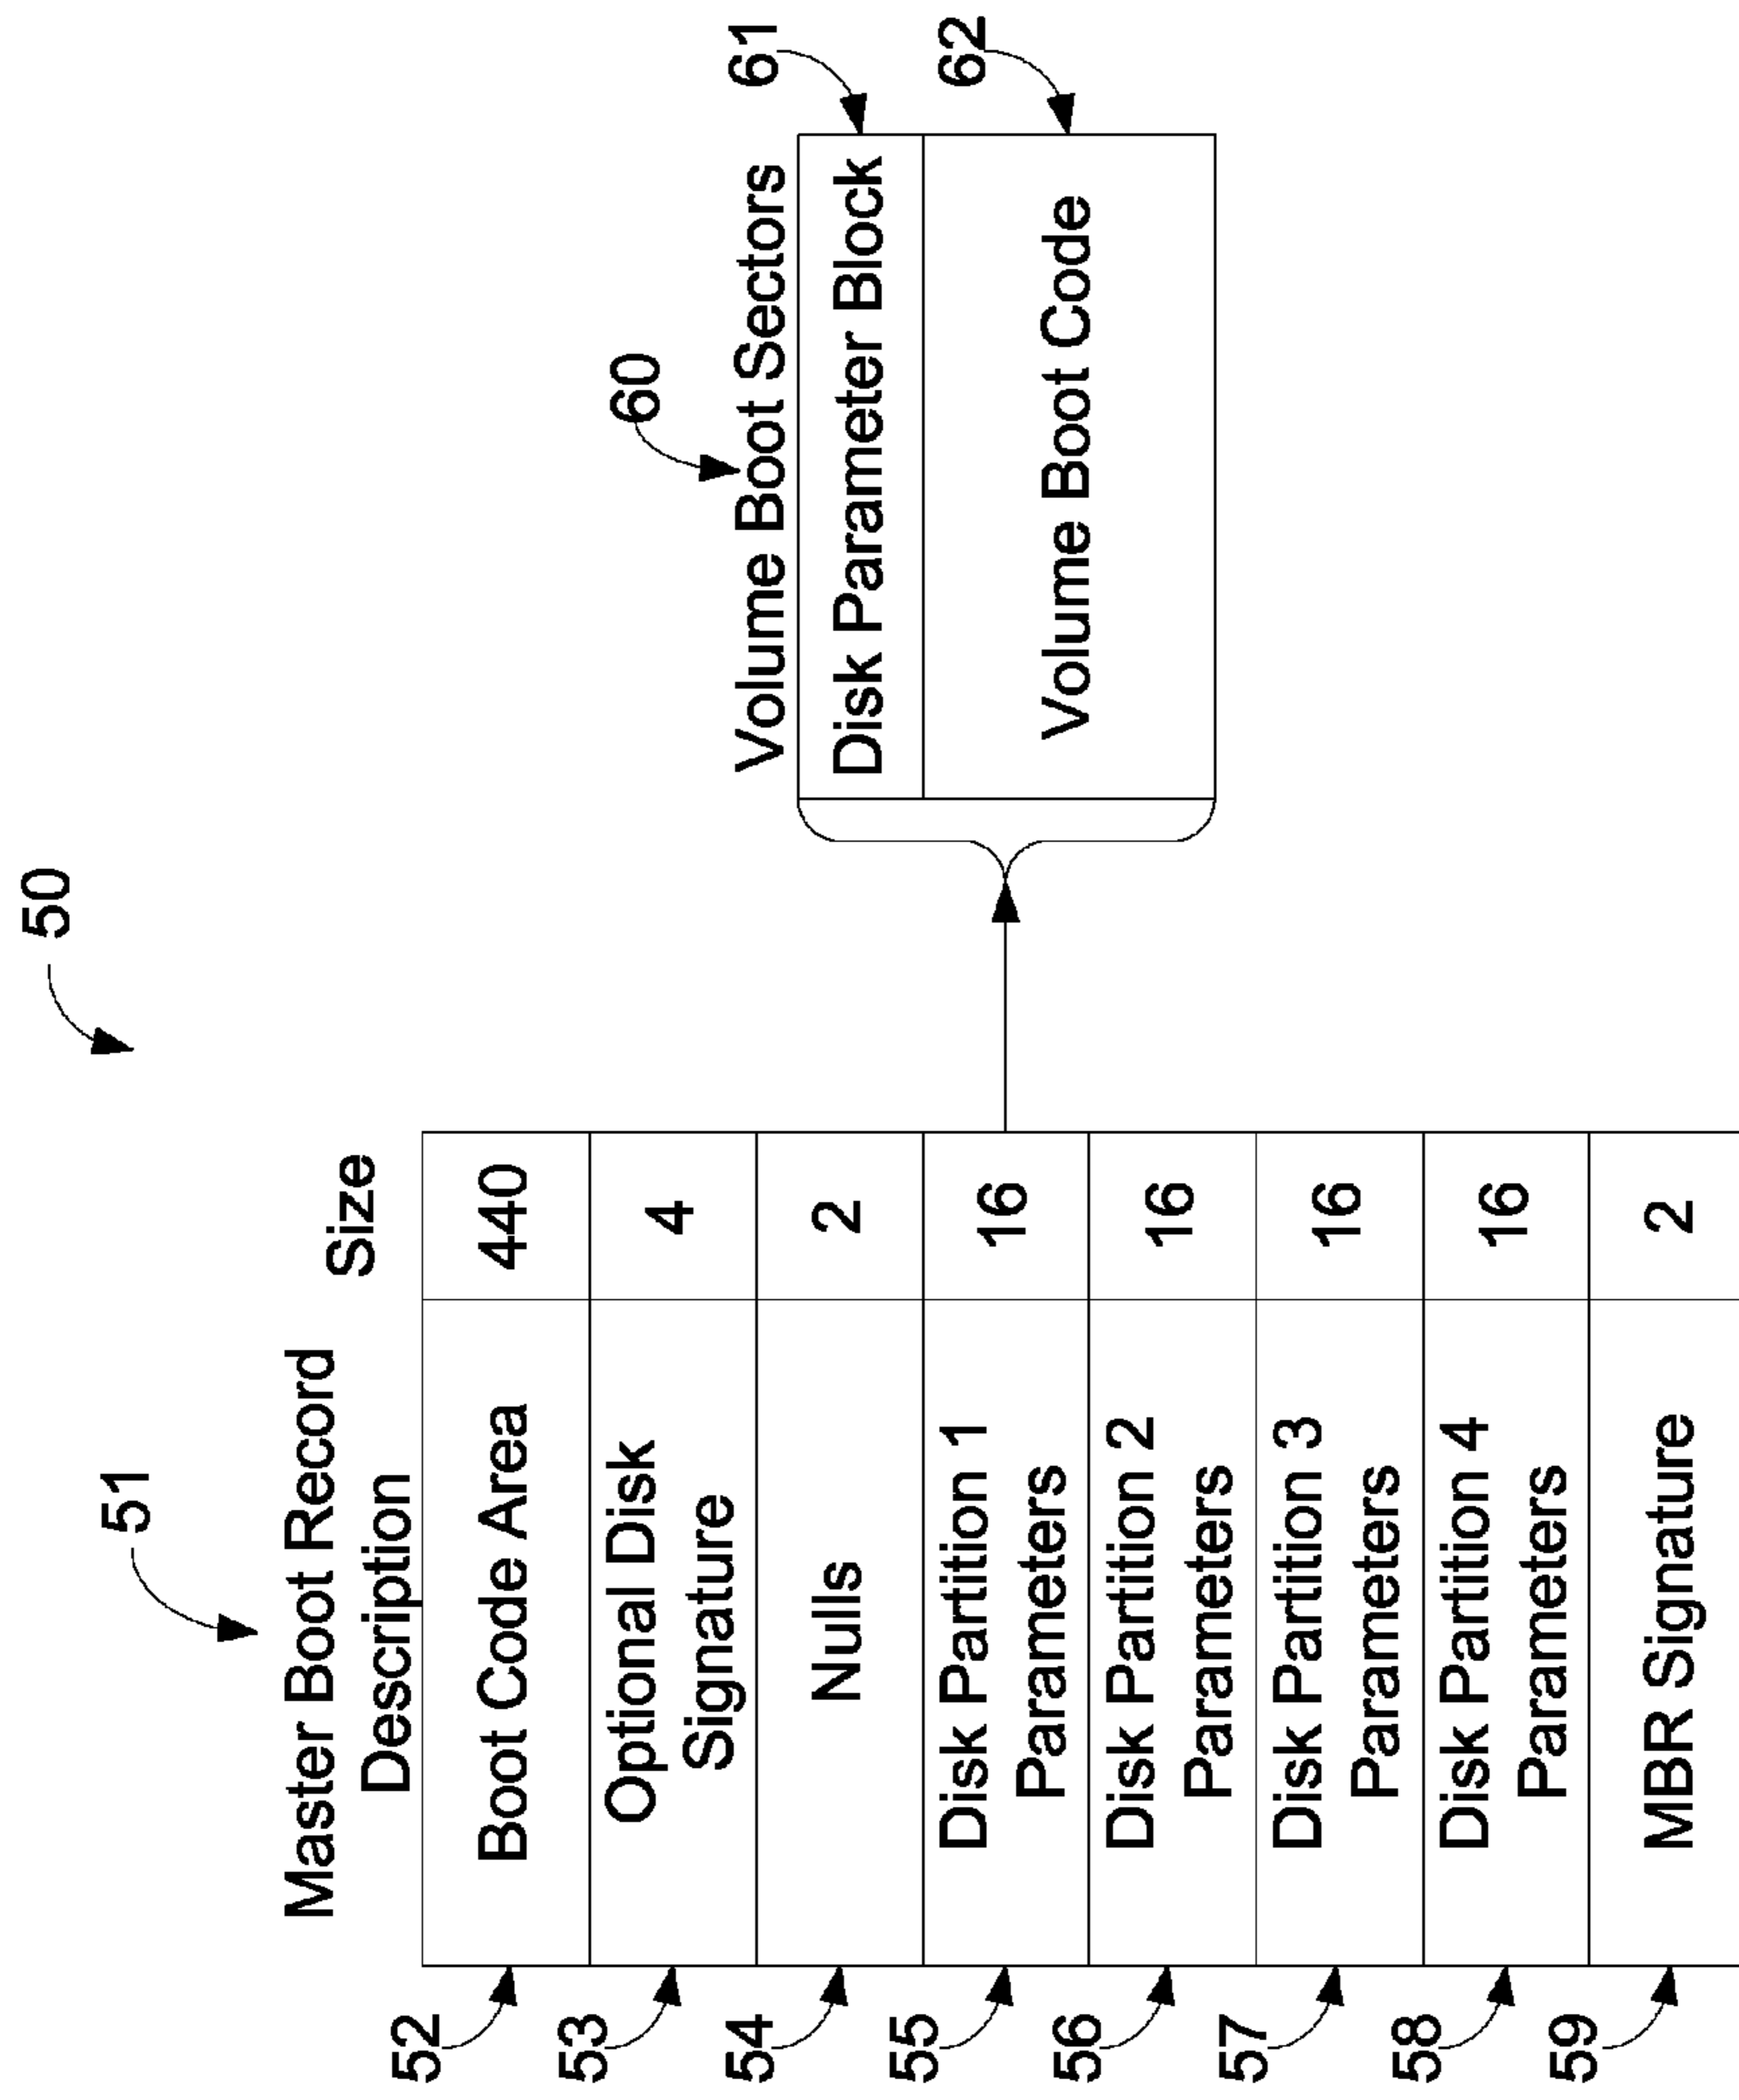 50
51
Master Boot Record
Description
Size
52
Boot Code Area
440
53
Optional Disk
Signature
4
54
Nulls
2
55
Disk Partition 1
Parameters
16
56
Disk Partition 2
Parameters
16
57
Disk Partition 3
Parameters
16
58
Disk Partition 4
Parameters
16
59
MBR Signature
2
60
Volume Boot Sectors
61
Disk Parameter Block
62
Volume Boot Code